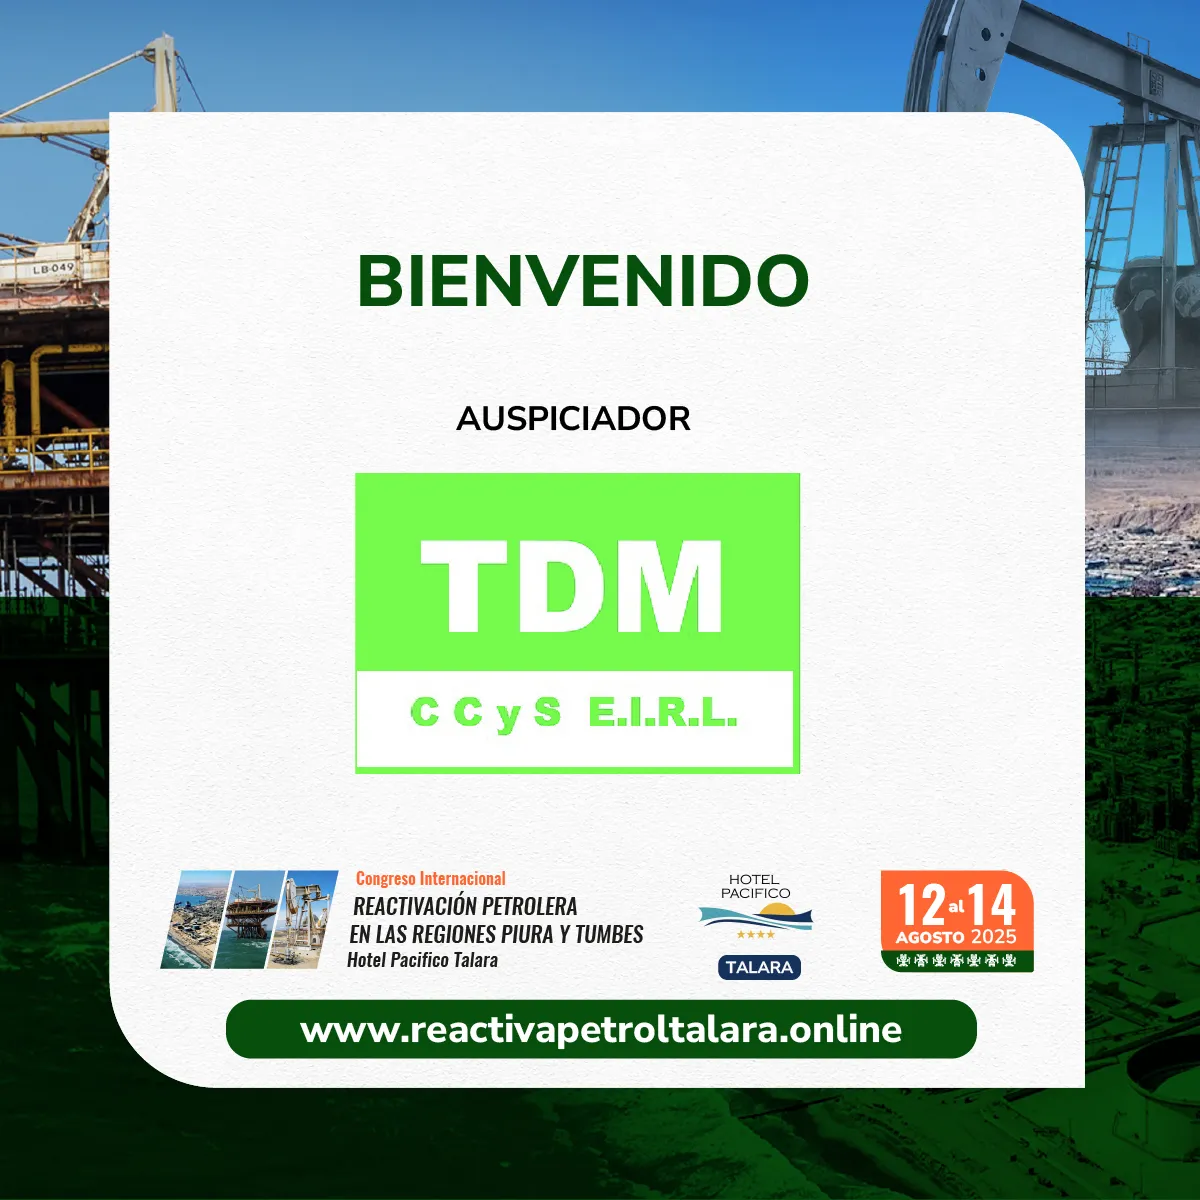 LB-049
BIENVENIDO
AUSPICIADOR
TDM
C C y S E.I.R.L.
Congreso Internacional
REACTIVACIÓN PETROLERA
EN LAS REGIONES PIURA Y TUMBES
Hotel Pacifico Talara
HOTEL
PACIFICO
TALARA
12 al 14
AGOSTO 2025
www.reactivapetroltalara.online